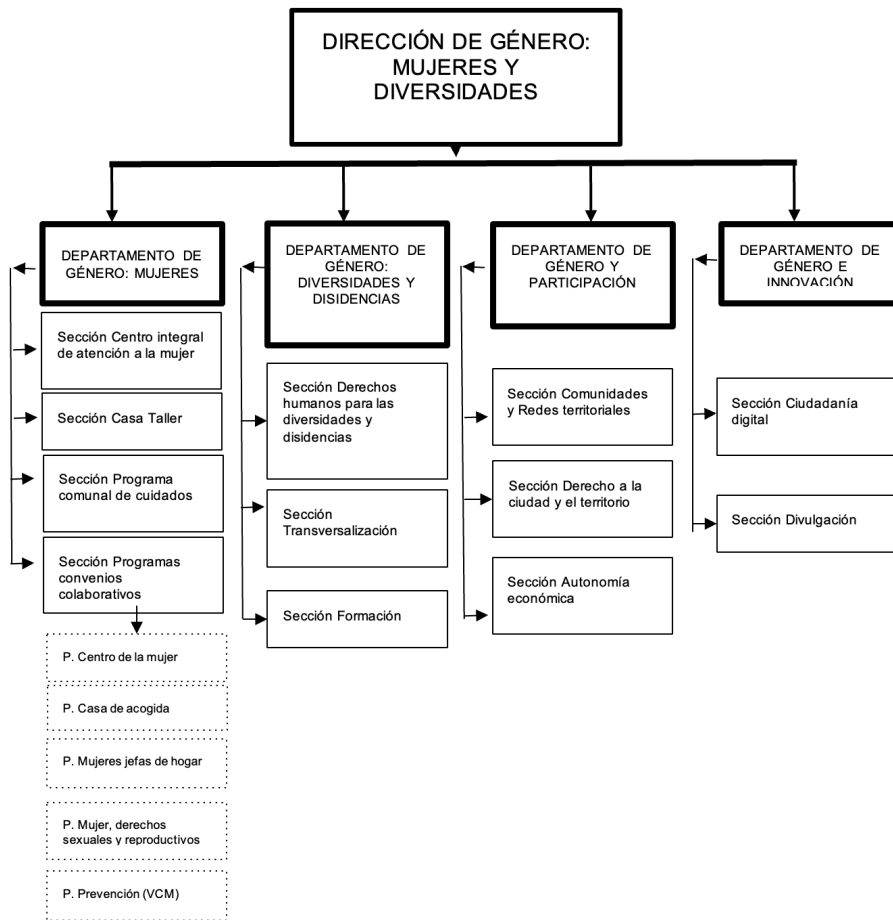 DIRECCIÓN DE GÉNERO:
MUJERES Y
DIVERSIDADES
DEPARTAMENTO DE
GÉNERO: MUJERES
Sección Centro integral
de atención a la mujer
Sección Casa Taller
Sección Programa
comunal de cuidados
Sección Programas
convenios
colaborativos
P. Centro de la mujer
P. Casa de acogida
P. Mujeres jefas de hogar
P. Mujer, derechos
sexuales y reproductivos
P. Prevención (VCM)
DEPARTAMENTO DE
GÉNERO:
DIVERSIDADES Y
DISIDENCIAS
Sección Derechos
humanos para las
diversidades y
disidencias
Sección
Transversalización
Sección Formación
DEPARTAMENTO DE
GÉNERO Y
PARTICIPACIÓN
Sección Comunidades
y Redes territoriales
Sección Derecho a la
ciudad y el territorio
Sección Autonomía
económica
DEPARTAMENTO DE
GÉNERO E
INNOVACIÓN
Sección Ciudadanía
digital
Sección Divulgación